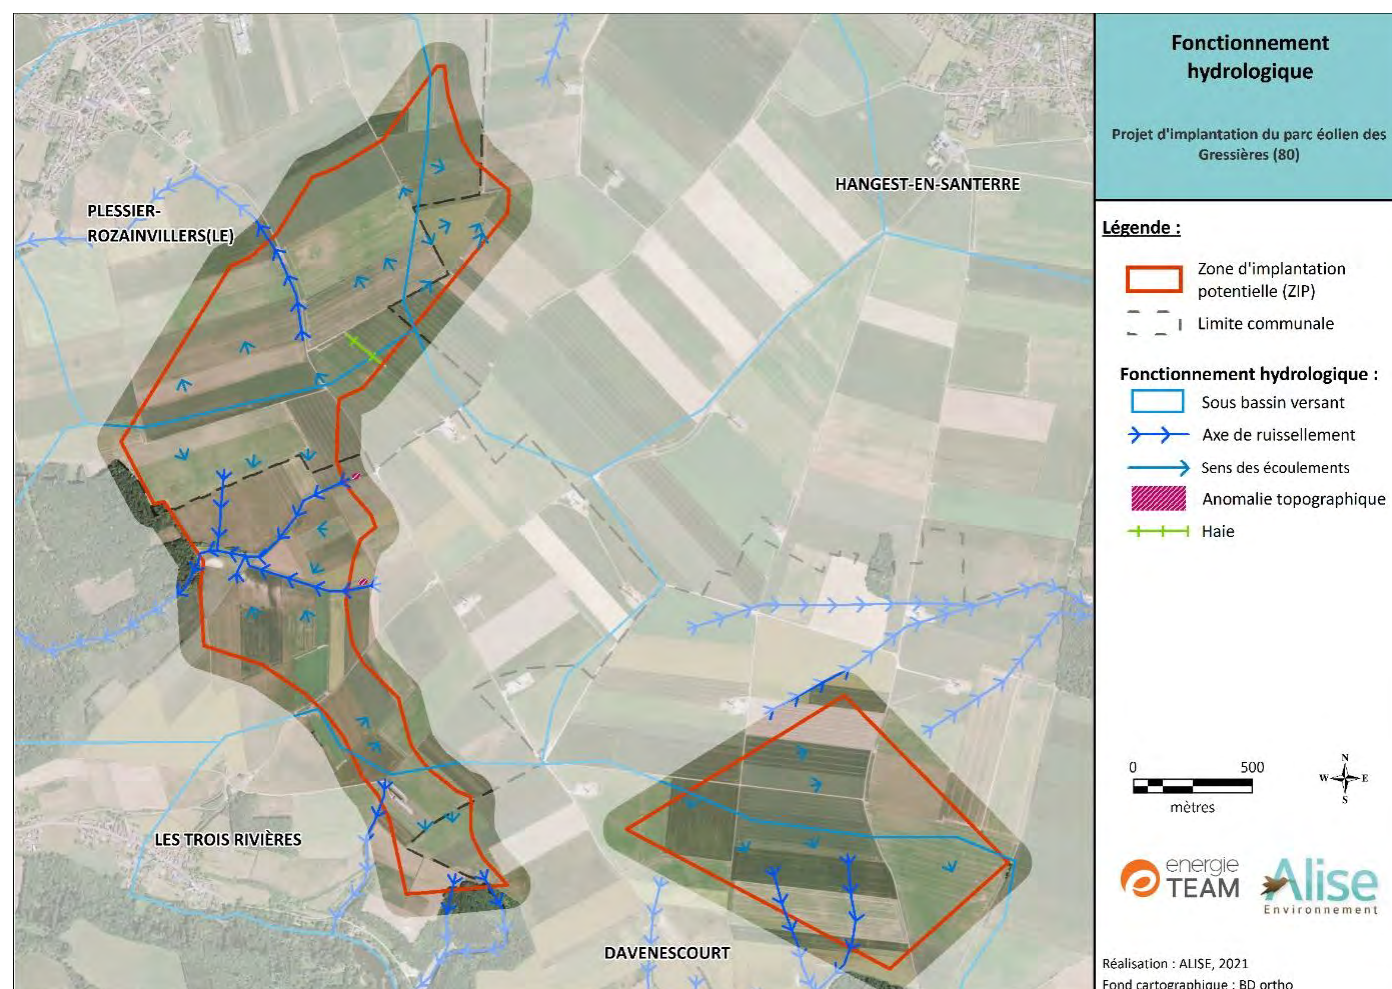 Fonctionnement
hydrologique
Projet d'implantation du parc éolien des
Gressières (80)
HANGEST-EN-SANTERRE
PLESSIER-
ROZAINVILLERS(LE)
LES TROIS RIVIÈRES
DAVENESCOURT
Légende :
Zone d'implantation
potentielle (ZIP)
Limite communale
Fonctionnement hydrologique :
Sous bassin versant
Axe de ruissellement
Sens des écoulements
Anomalie topographique
Haie
0 500
mètres
N
W E
S
energie
TEAM
Alise
Environnement
Réalisation : ALISE, 2021
Fond cartographique : BD ortho